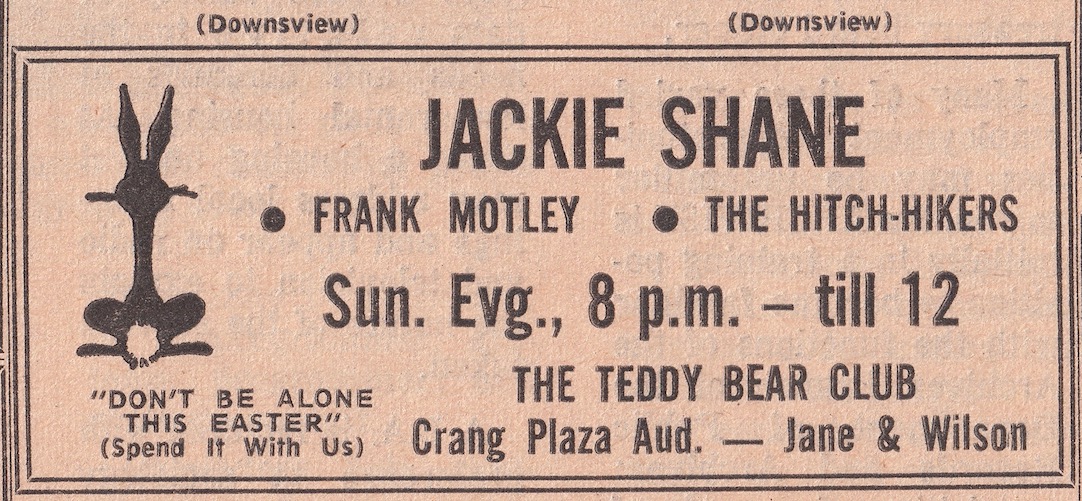 (Downsview) (Downsview)
JACKIE SHANE
● FRANK MOTLEY ● THE HITCH-HIKERS
Sun. Evg., 8 p.m. — till 12
THE TEDDY BEAR CLUB
Crang Plaza Aud. — Jane & Wilson
"DON'T BE ALONE
THIS EASTER"
(Spend It With Us)